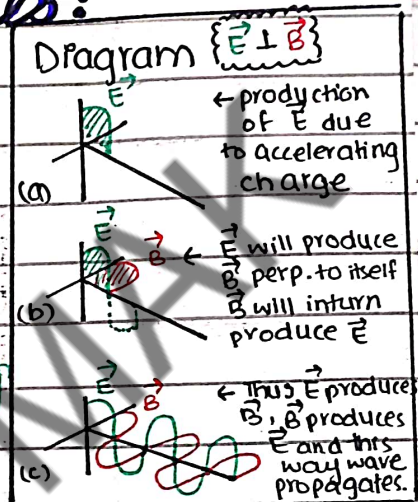 Diagram {E⃗ ⊥ B⃗}
E⃗
← production
of E⃗ due
to accelerating
charge
(a)
E⃗
B⃗ ← E⃗ will produce
B⃗ perp. to itself
B⃗ will inturn
produce E⃗
(b)
E⃗
B⃗
← Thus E⃗ produce
B⃗, B⃗ produces
E⃗ and this
way wave
propagates.
(c)